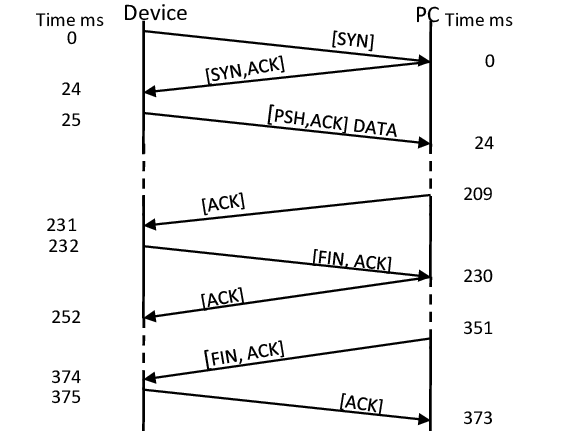 Device PC
Time ms Time ms
0
[SYN]
0
[SYN,ACK]
24
25
[PSH,ACK] DATA
24
209
[ACK]
231
232
[FIN, ACK]
230
[ACK]
252
351
[FIN, ACK]
374
375
[ACK]
373